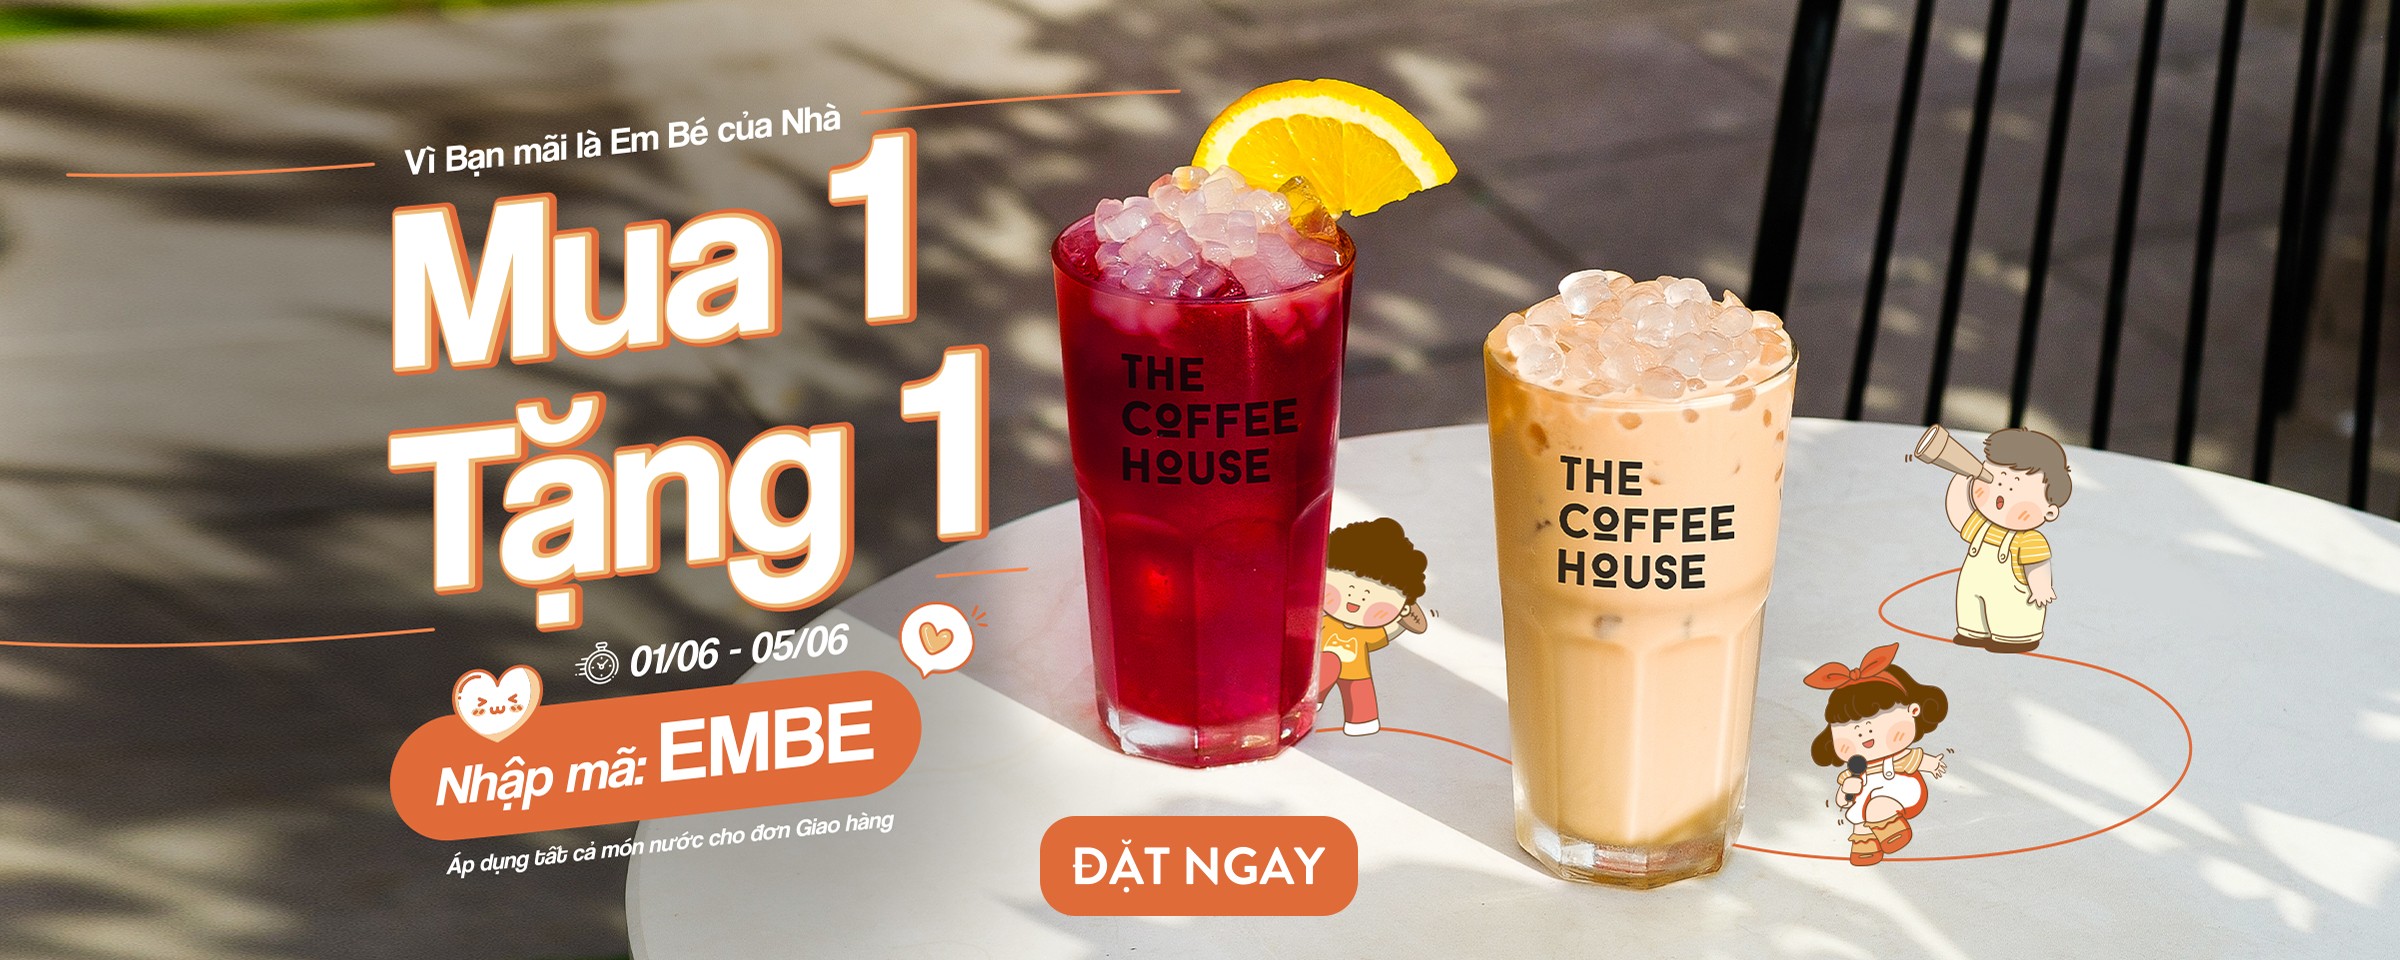 Vì Bạn mãi là Em Bé của Nhà
Mua 1
Tặng 1
01/06 - 05/06
Nhập mã: EMBE
Áp dụng tất cả món nước cho đơn Giao hàng
THE
COFFEE
HOUSE
THE
COFFEE
HOUSE
ĐẶT NGAY